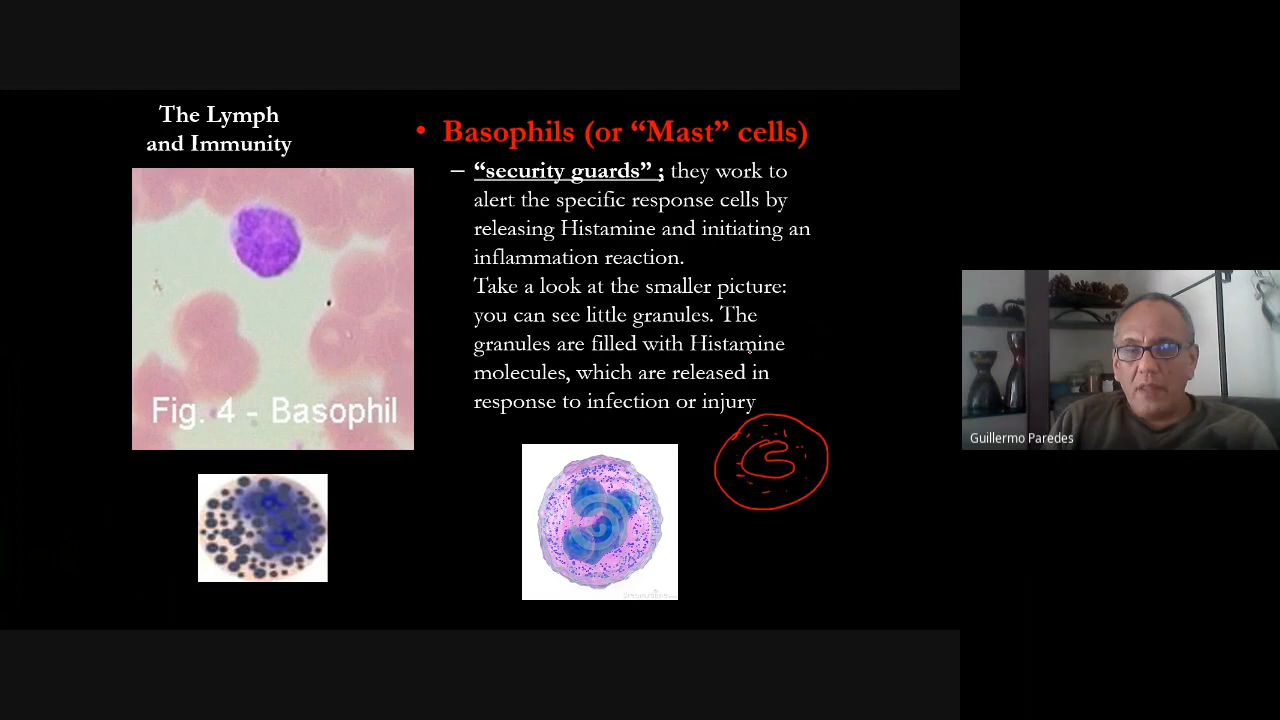 The Lymph
and Immunity
Fig. 4 - Basophil
• Basophils (or “Mast” cells)
– “security guards” ; they work to
alert the specific response cells by
releasing Histamine and initiating an
inflammation reaction.
Take a look at the smaller picture:
you can see little granules. The
granules are filled with Histamine
molecules, which are released in
response to infection or injury
Guillermo Paredes